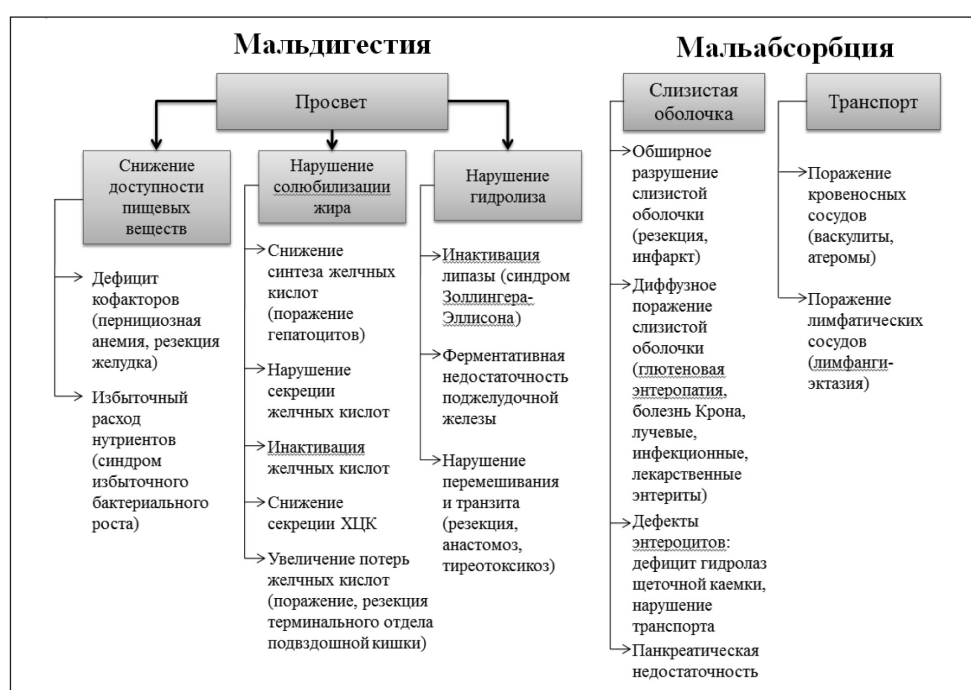 Мальдигестия
Просвет
Снижение
доступности
пищевых
веществ
Дефицит
кофакторов
(пернициозная
анемия, резекция
желудка)
Избыточный
расход
нутриентов
(синдром
избыточного
бактериального
роста)
Нарушение
солюбилизации
жира
Снижение
синтеза желчных
кислот
(поражение
гепатоцитов)
Нарушение
секреции
желчных кислот
Инактивация
желчных кислот
Снижение
секреции ХЦК
Увеличение потерь
желчных кислот
(поражение, резекция
терминального отдела
подвздошной кишки)
Нарушение
гидролиза
Инактивация
липазы (синдром
Золлингера-
Эллисона)
Ферментативная
недостаточность
поджелудочной
железы
Нарушение
перемешивания
и транзита
(резекция,
анастомоз,
тиреотоксикоз)
Мальабсорбция
Слизистая
оболочка
Обширное
разрушение
слизистой
оболочки
(резекция,
инфаркт)
Диффузное
поражение
слизистой
оболочки
(глютеновая
энтеропатия,
болезнь Крона,
лучевые,
инфекционные,
лекарственные
энтериты)
Дефекты
энтероцитов:
дефицит гидролаз
щеточной каемки,
нарушение
транспорта
Панкреатическая
недостаточность
Транспорт
Поражение
кровеносных
сосудов
(васкулиты,
атеромы)
Поражение
лимфатических
сосудов
(лимфанги-
эктазия)